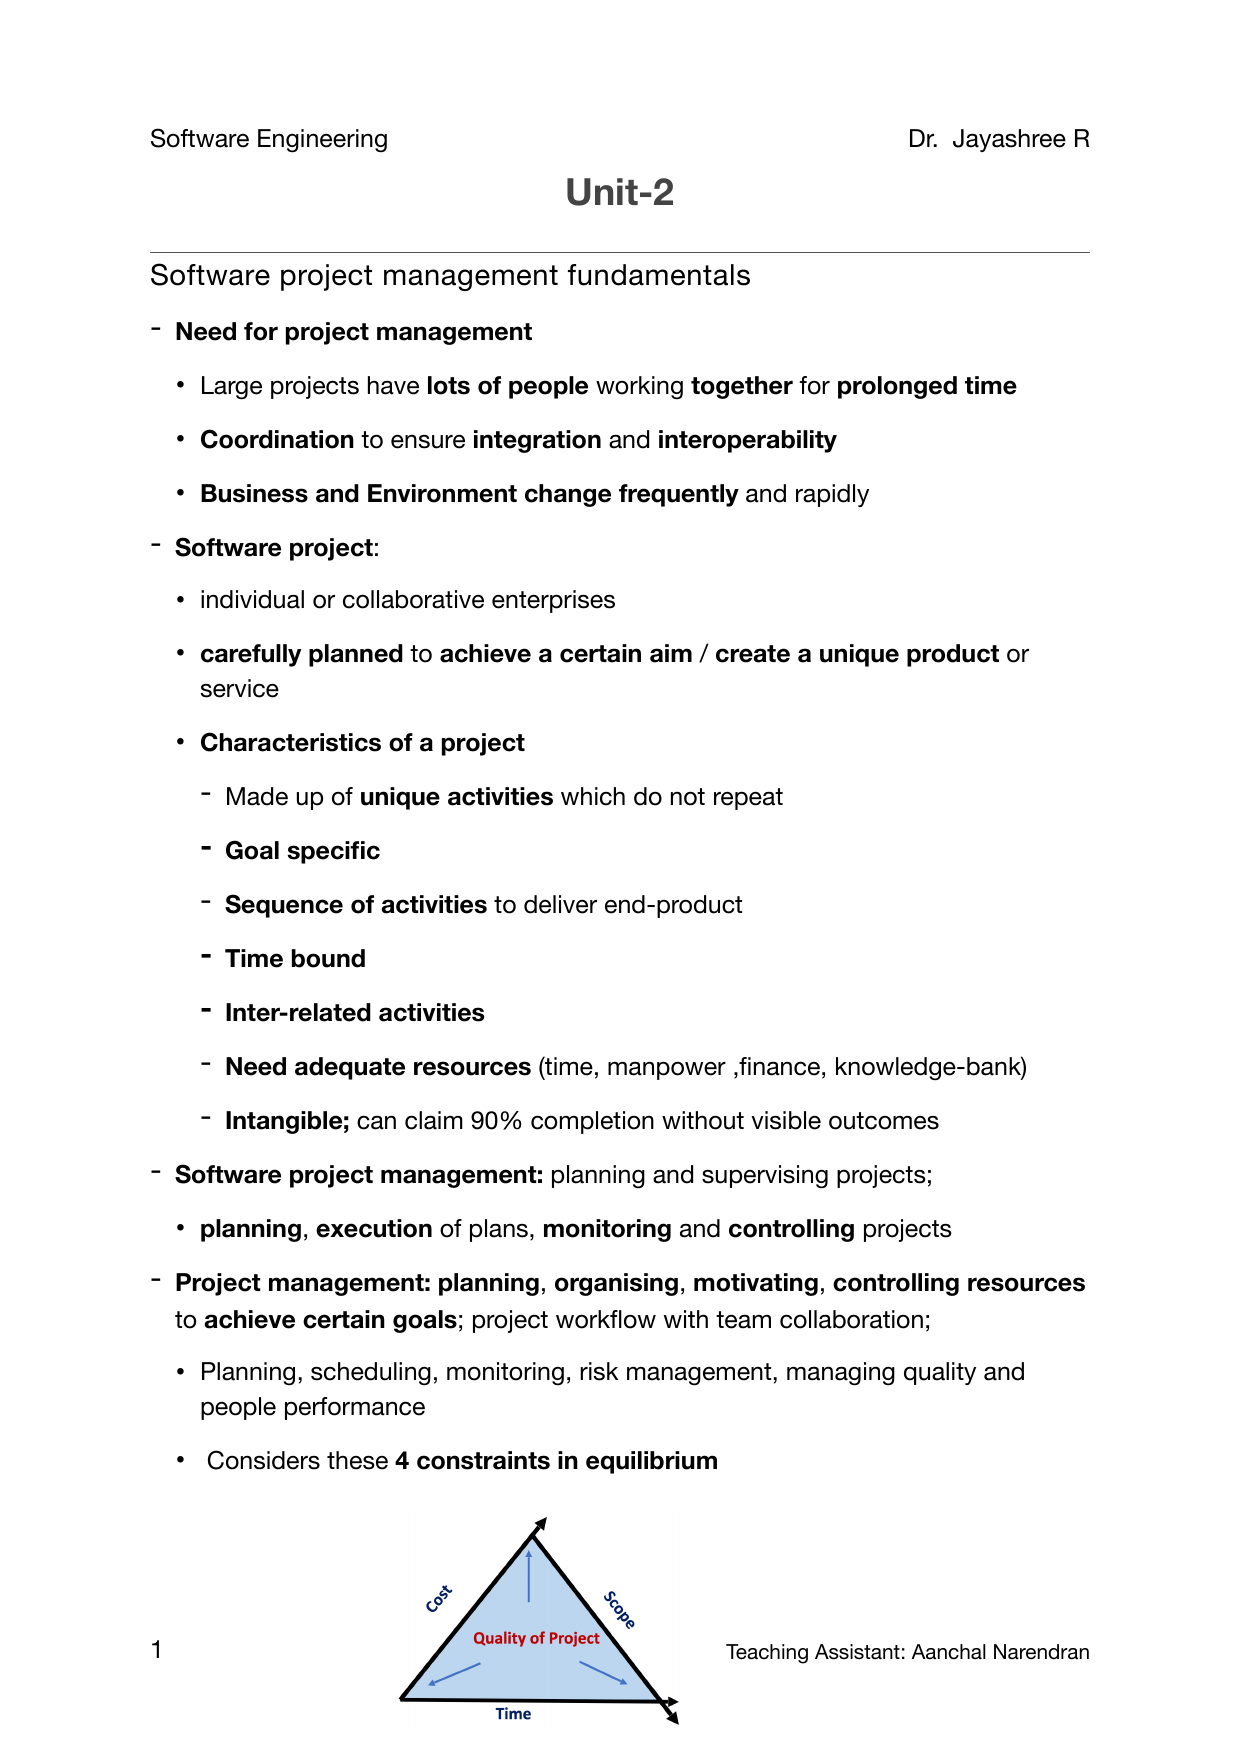 Software Engineering Dr. Jayashree R
Unit-2
Software project management fundamentals
- Need for project management
• Large projects have lots of people working together for prolonged time
• Coordination to ensure integration and interoperability
• Business and Environment change frequently and rapidly
- Software project:
• individual or collaborative enterprises
• carefully planned to achieve a certain aim / create a unique product or
service
• Characteristics of a project
- Made up of unique activities which do not repeat
- Goal specific
- Sequence of activities to deliver end-product
- Time bound
- Inter-related activities
- Need adequate resources (time, manpower ,finance, knowledge-bank)
- Intangible; can claim 90% completion without visible outcomes
- Software project management: planning and supervising projects;
• planning, execution of plans, monitoring and controlling projects
- Project management: planning, organising, motivating, controlling resources
to achieve certain goals; project workflow with team collaboration;
• Planning, scheduling, monitoring, risk management, managing quality and
people performance
• Considers these 4 constraints in equilibrium
Cost
Scope
Quality of Project
Time
1 Teaching Assistant: Aanchal Narendran